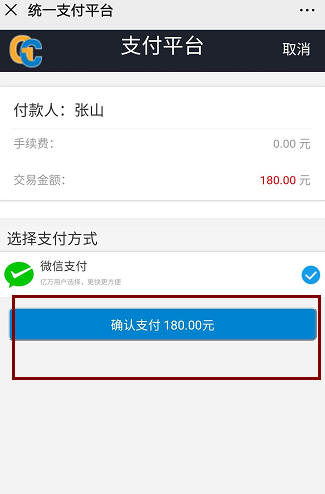 统一支付平台
支付平台
取消
付款人：张山
手续费： 0.00 元
交易金额： 180.00 元
选择支付方式
微信支付
亿万用户选择，更快更方便
确认支付 180.00元